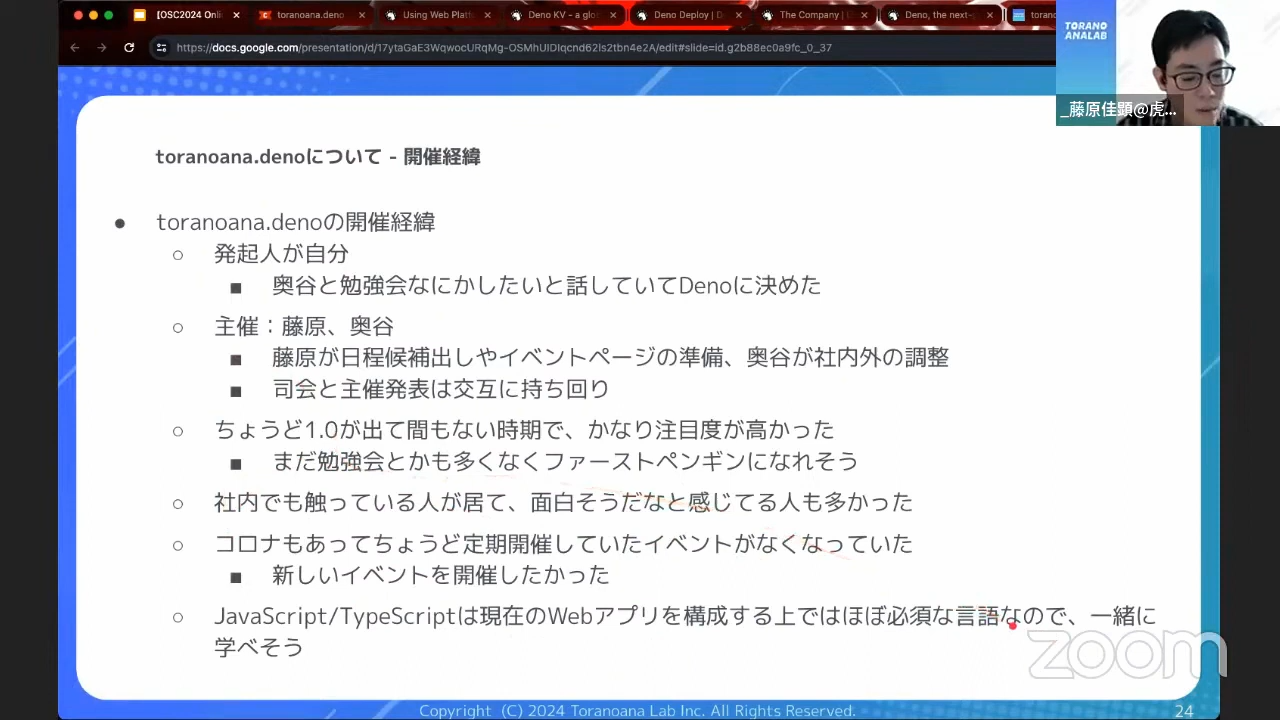 [OSC2024 Onli
toranoana.deno
Using Web Platf
Deno KV – a glo
Deno Deploy | D
The Company | D
Deno, the next-
torano
https://docs.google.com/presentation/d/17ytaGaE3WqwocURqMg-OSMhUlDIqcnd62Is2tbn4e2A/edit#slide=id.g2b88ec0a9fc_0_37
TORANO
ANALAB
_藤原佳顕@虎...
toranoana.denoについて - 開催経緯
● toranoana.denoの開催経緯
○ 発起人が自分
■ 奥谷と勉強会なにかしたいと話していてDenoに決めた
○ 主催：藤原、奥谷
■ 藤原が日程候補出しやイベントページの準備、奥谷が社内外の調整
■ 司会と主催発表は交互に持ち回り
○ ちょうど1.0が出て間もない時期で、かなり注目度が高かった
■ まだ勉強会とかも多くなくファーストペンギンになれそう
○ 社内でも触っている人が居て、面白そうだなと感じてる人も多かった
○ コロナもあってちょうど定期開催していたイベントがなくなっていた
■ 新しいイベントを開催したかった
○ JavaScript/TypeScriptは現在のWebアプリを構成する上ではほぼ必須な言語なので、一緒に
学べそう
zoom
Copyright (C) 2024 Toranoana Lab Inc. All Rights Reserved.
24